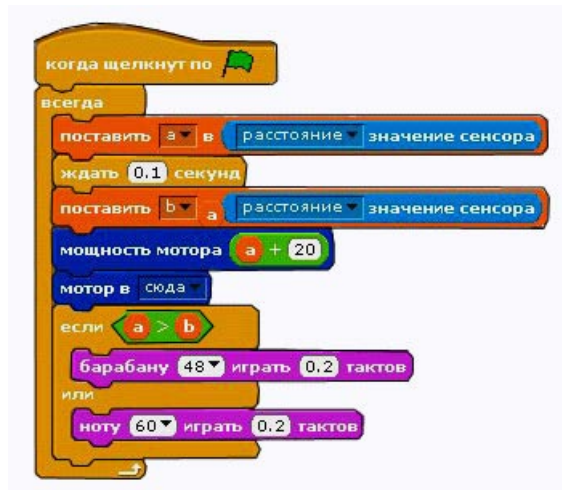 когда щелкнут по
всегда
поставить a в расстояние значение сенсора
ждать 0.1 секунд
поставить b a расстояние значение сенсора
мощность мотора a + 20
мотор в сюда
если a > b
барабану 48 играть 0.2 тактов
или
ноту 60 играть 0.2 тактов